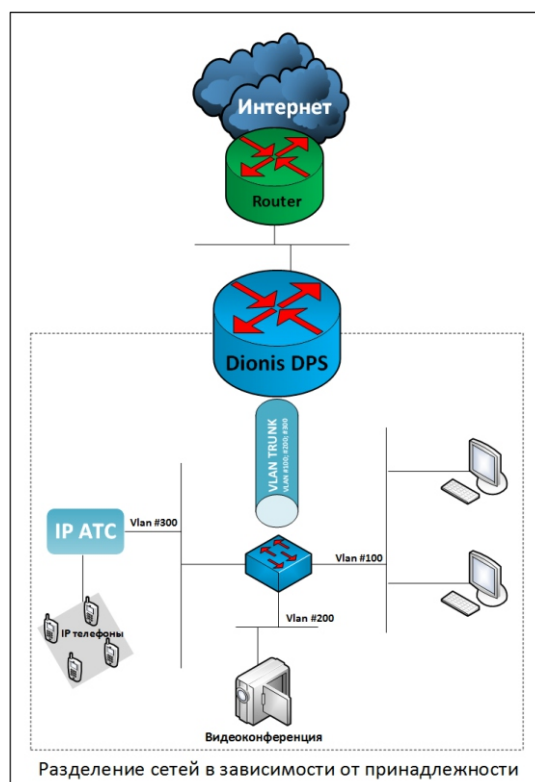 Интернет
Router
Dionis DPS
VLAN TRUNK
VLAN #100; #200; #300
Vlan #300
IP АТС
Vlan #100
IP телефоны
Vlan #200
Видеоконференция
Разделение сетей в зависимости от принадлежности